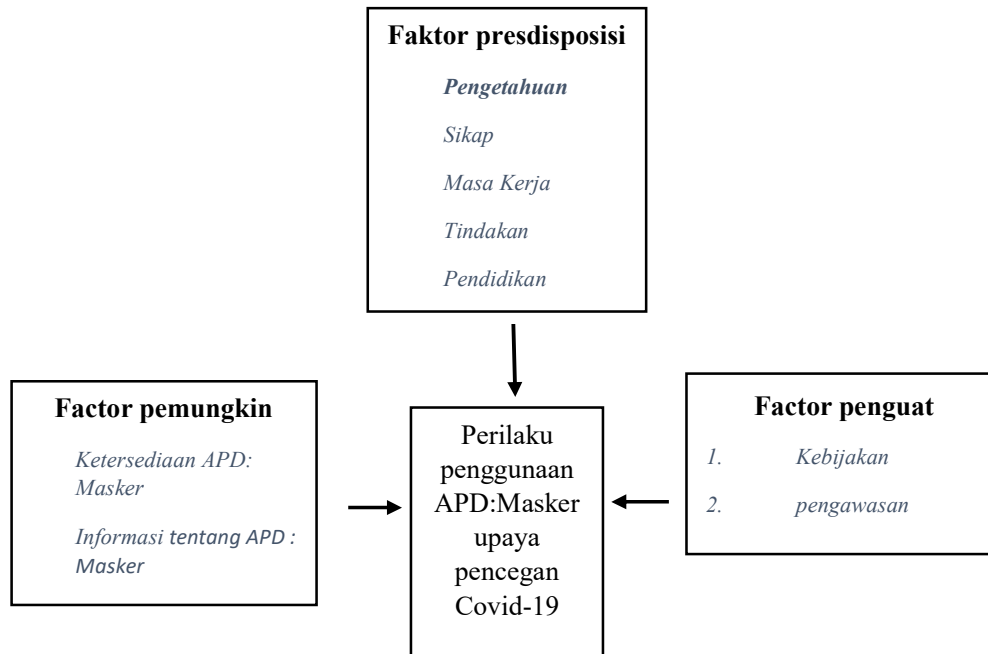 Faktor presdisposisi
Pengetahuan
Sikap
Masa Kerja
Tindakan
Pendidikan
Factor pemungkin
Ketersediaan APD:
Masker
Informasi tentang APD :
Masker
Perilaku
penggunaan
APD:Masker
upaya
pencegan
Covid-19
Factor penguat
1. Kebijakan
2. pengawasan